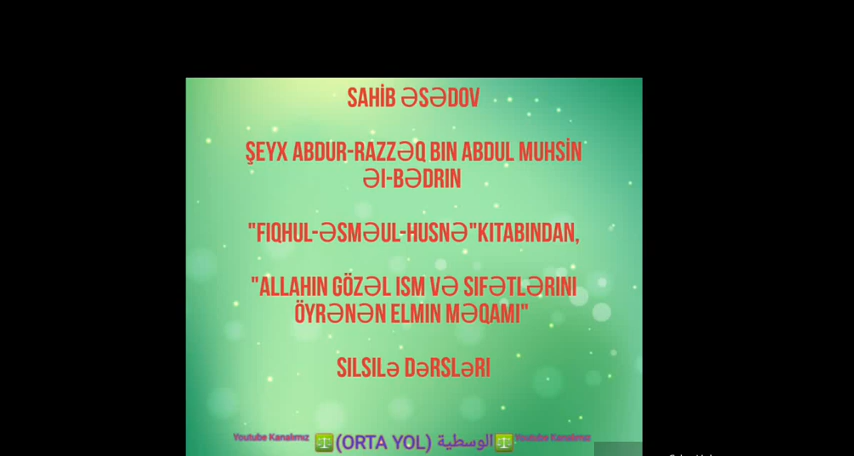 SAHİB ƏSƏDOV
ŞEYX ABDUR-RAZZƏQ BIN ABDUL MUHSİN
ƏI-BƏDRIN
"FIQHUL-ƏSMƏUL-HUSNƏ"KITABINDAN,
"ALLAHIN GÖZƏL ISM VƏ SIFƏTLƏRINI
ÖYRƏNƏN ELMIN MƏQAMI"
SILSILə DəRSLəRI
Youtube Kanalımız (ORTA YOL) الوسطية Youtube Kanalımız